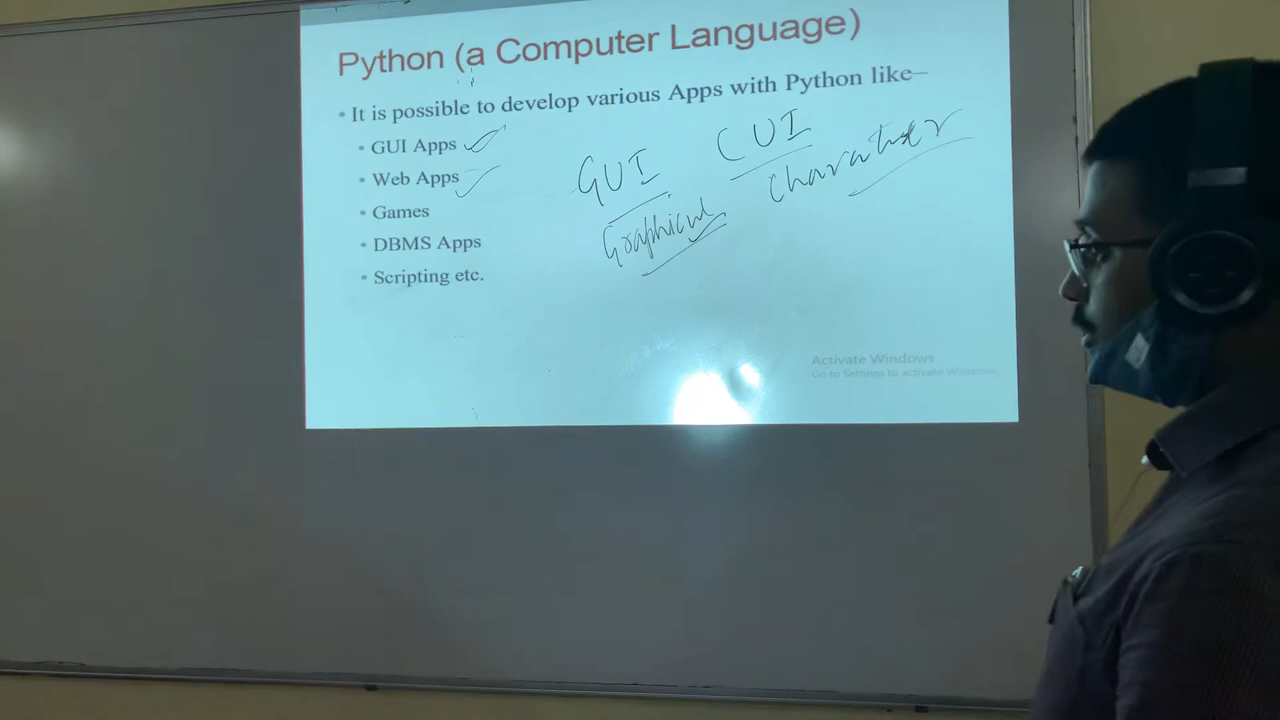 Python (a Computer Language)
• It is possible to develop various Apps with Python like–
• GUI Apps
• Web Apps
• Games
• DBMS Apps
• Scripting etc.
GUI CUI
Graphical Character
Activate Windows
Go to Settings to activate Windows.